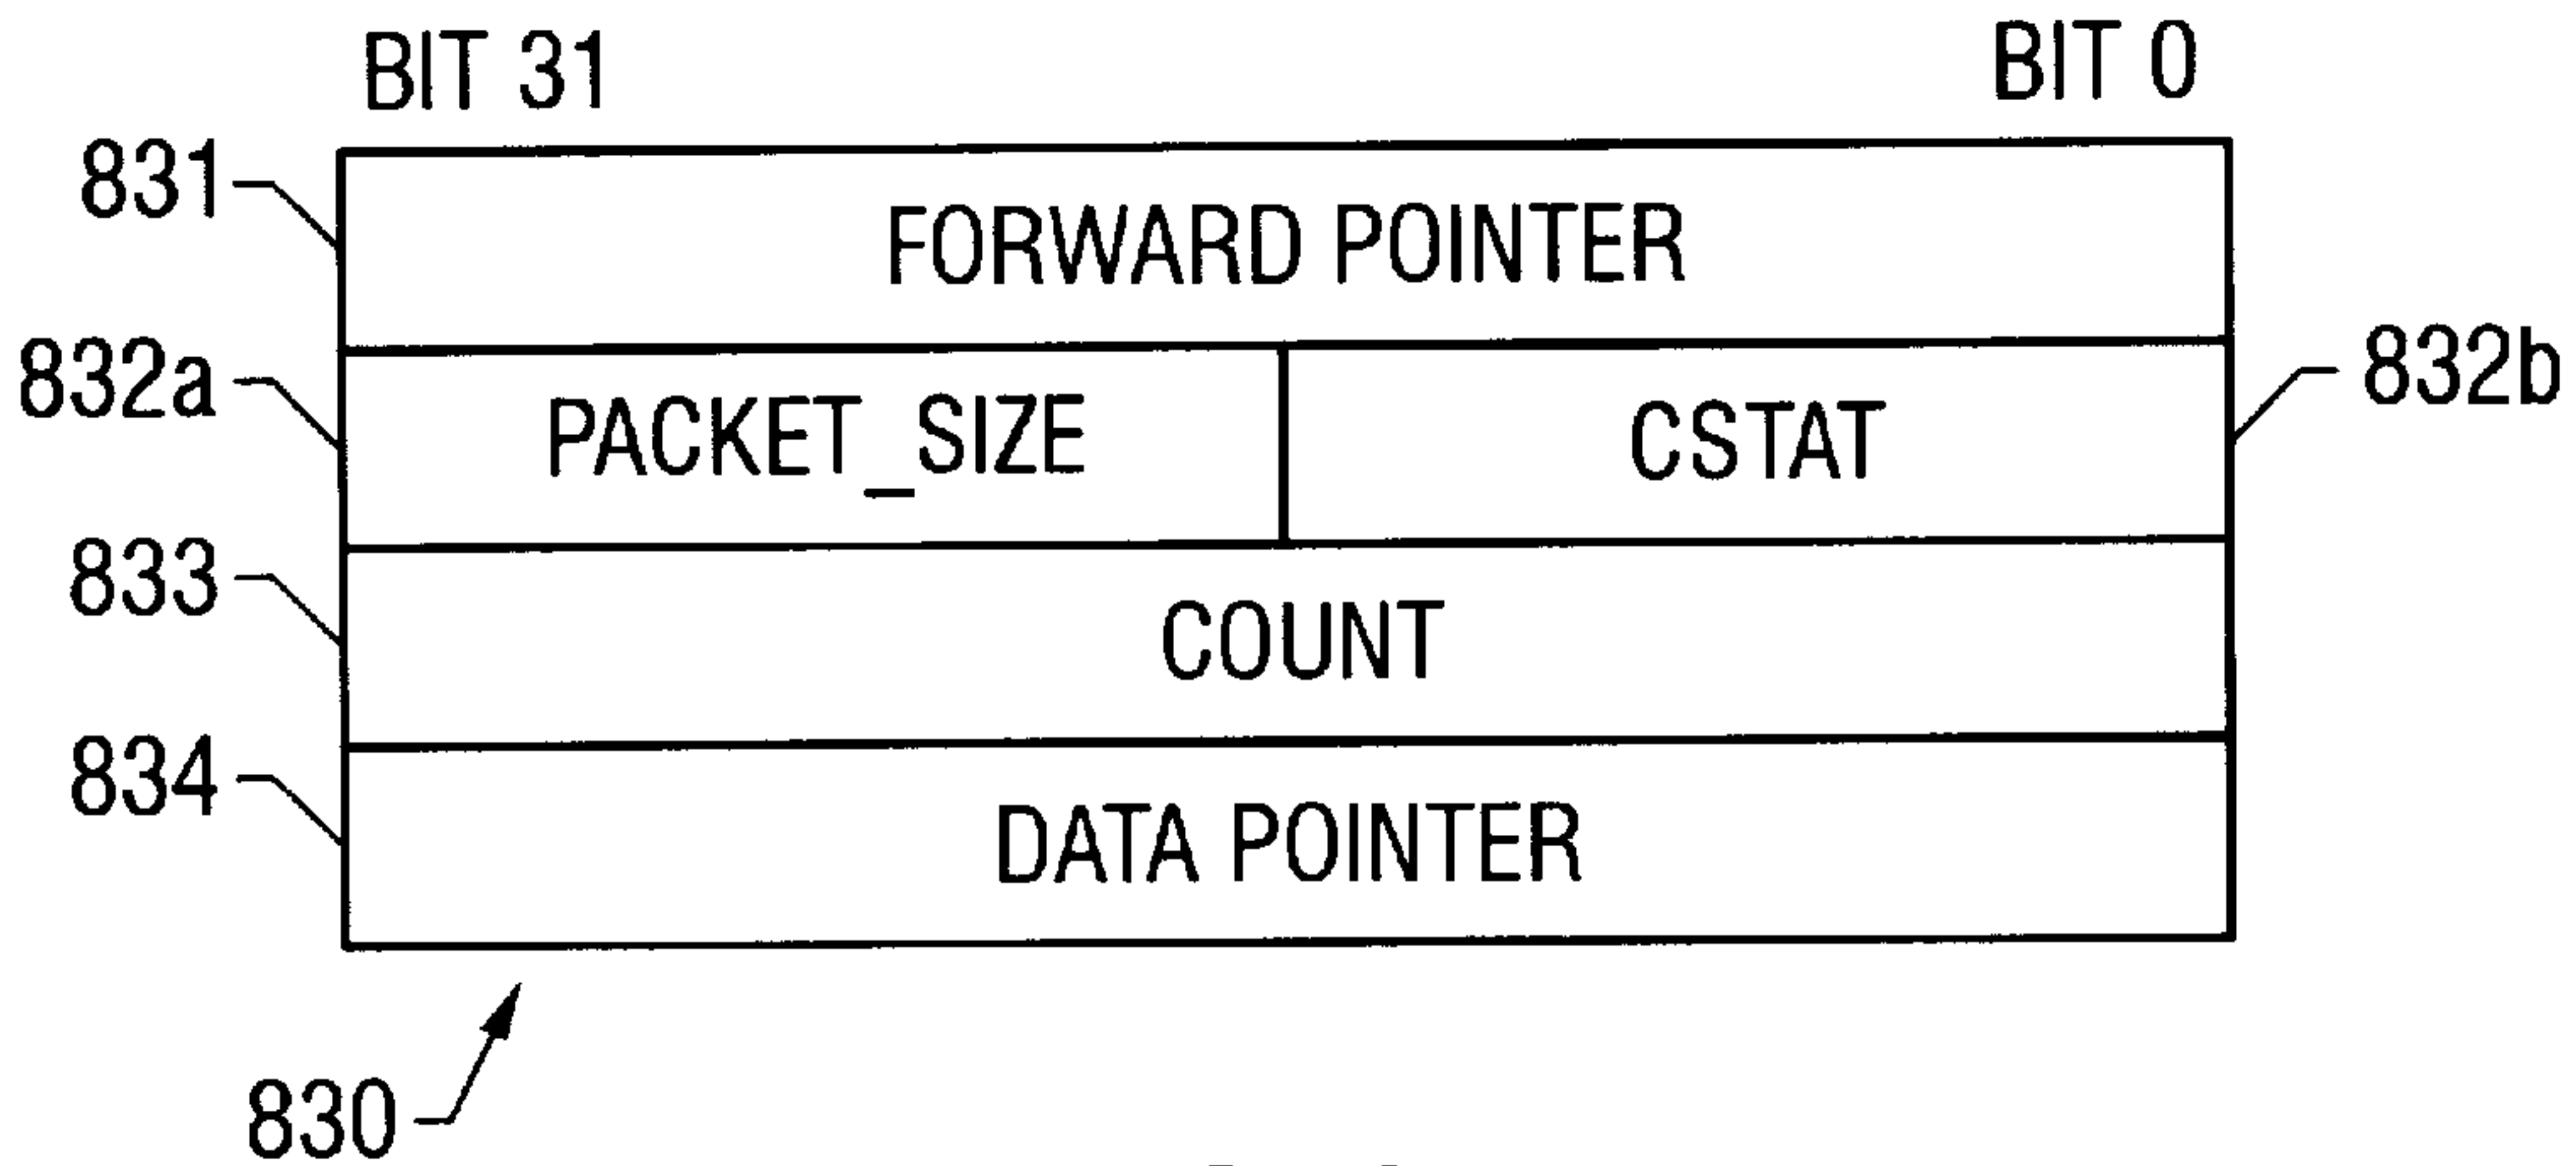 BIT 31 BIT 0
831 FORWARD POINTER
832a PACKET_SIZE CSTAT 832b
833 COUNT
834 DATA POINTER
830